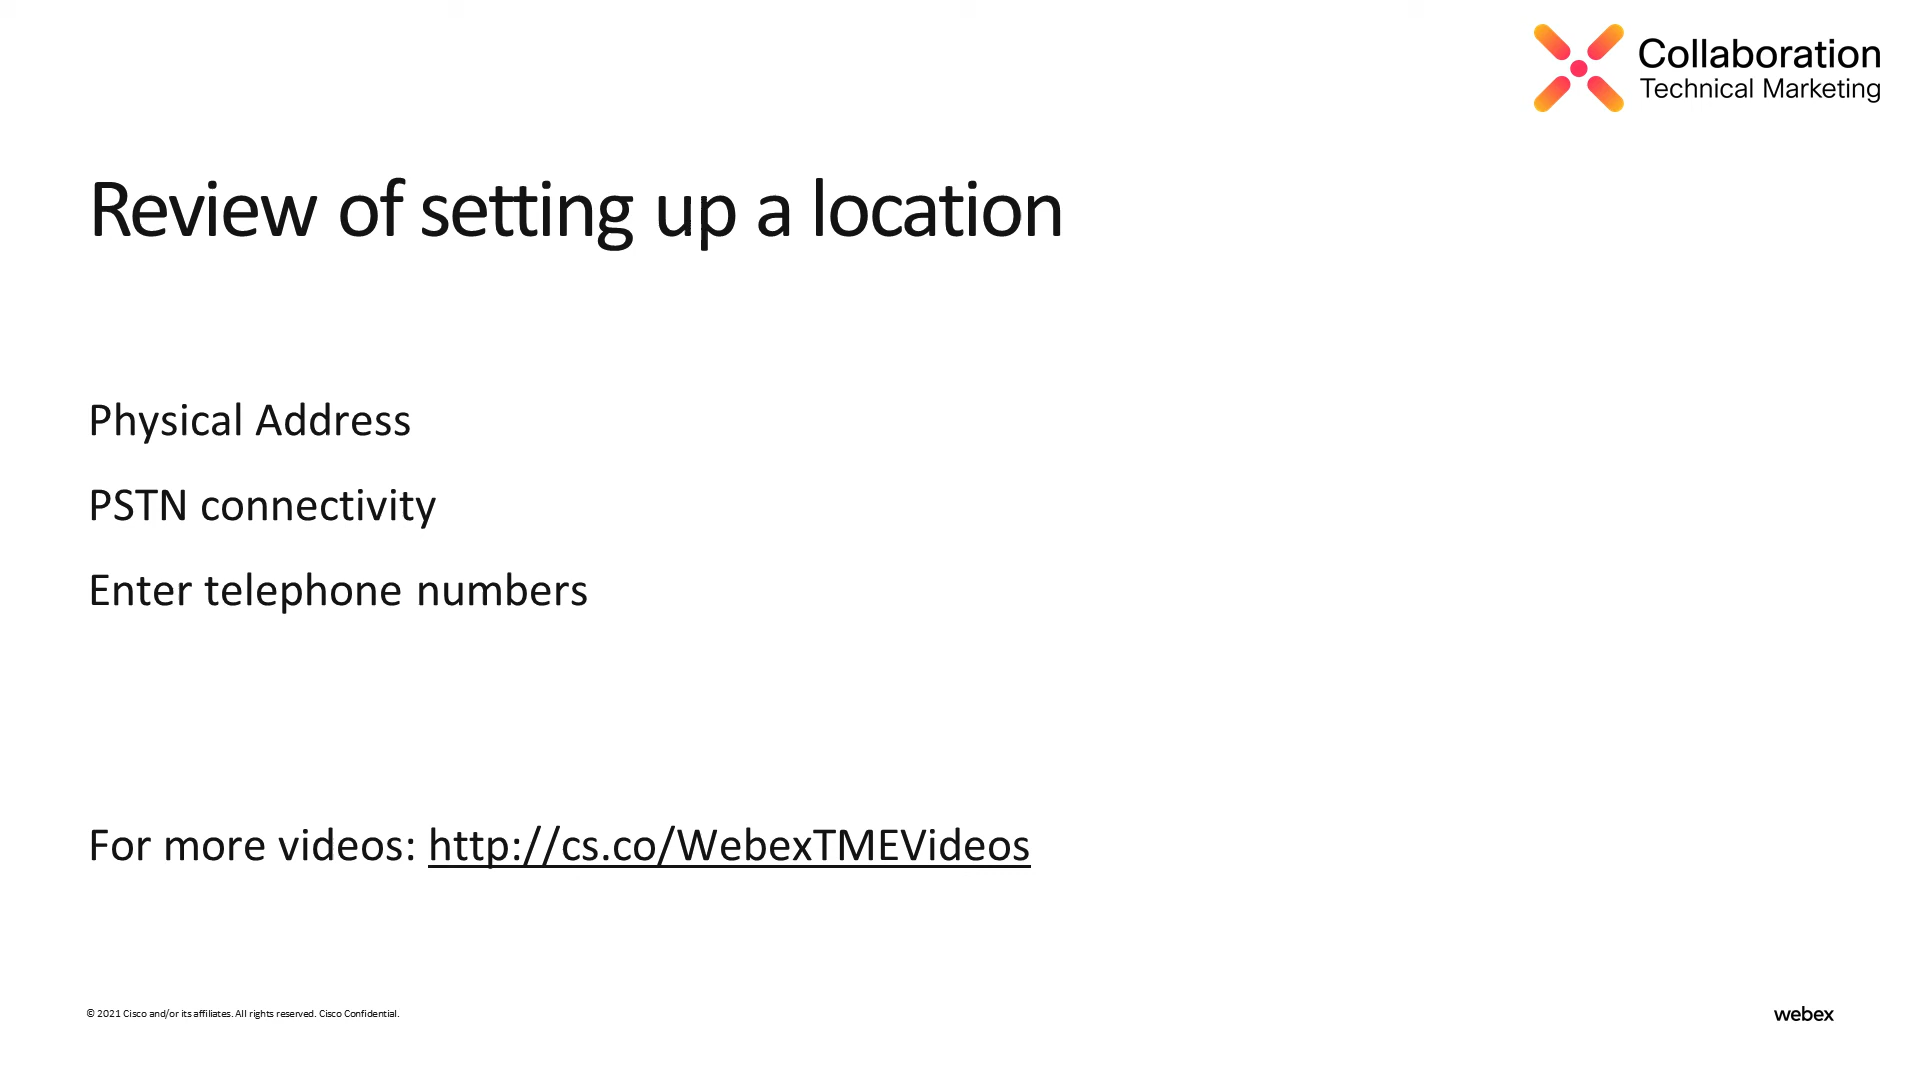 Collaboration
Technical Marketing
Review of setting up a location
Physical Address
PSTN connectivity
Enter telephone numbers
For more videos: http://cs.co/WebexTMEVideos
© 2021 Cisco and/or its affiliates. All rights reserved. Cisco Confidential.
webex